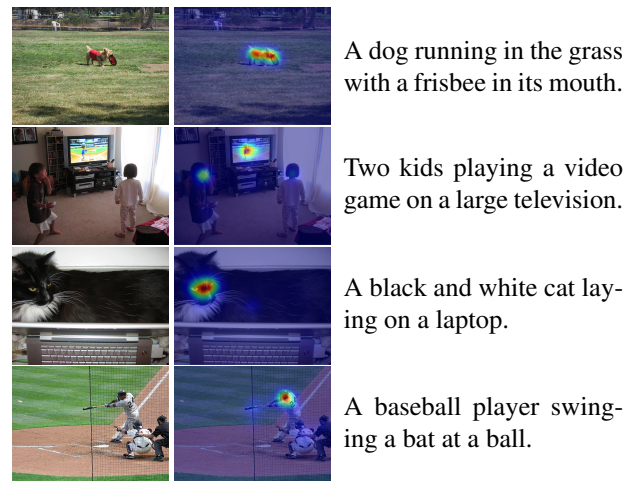 A dog running in the grass
with a frisbee in its mouth.
Two kids playing a video
game on a large television.
A black and white cat lay-
ing on a laptop.
A baseball player swing-
ing a bat at a ball.